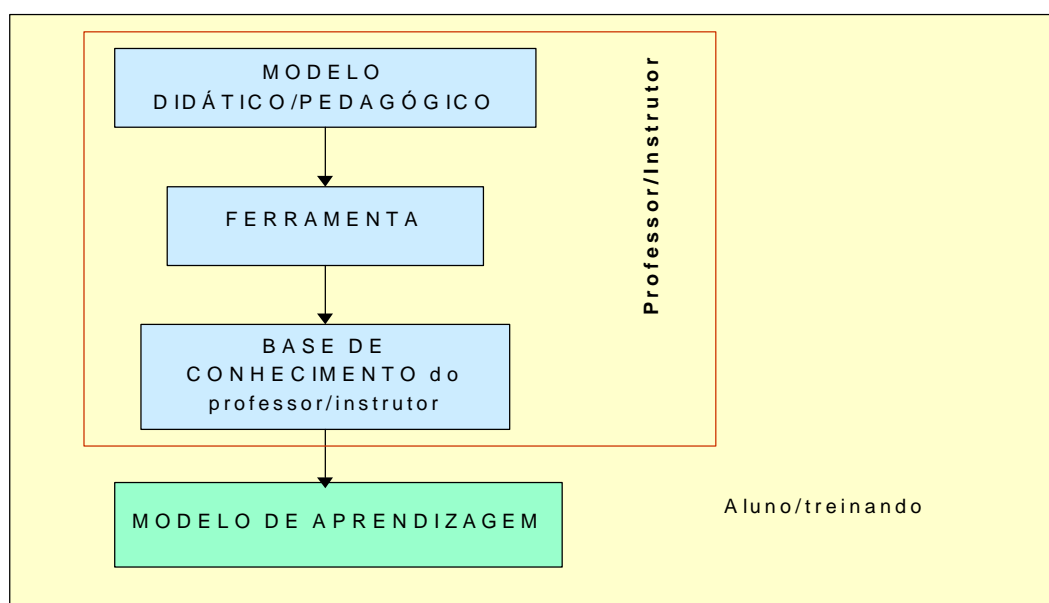 MODELO
DIDÁTICO/PEDAGÓGICO
FERRAMENTA
BASE DE
CONHECIMENTO do
professor/instrutor
Professor/Instrutor
MODELO DE APRENDIZAGEM
Aluno/treinando